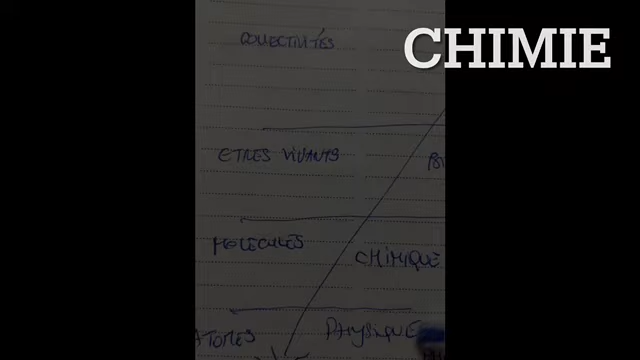 CHIMIE
COLLECTIVITÉS
ETRES VIVANTS
MOLECULES
CHIMIQUE
ATOMES
PHYSIQUE